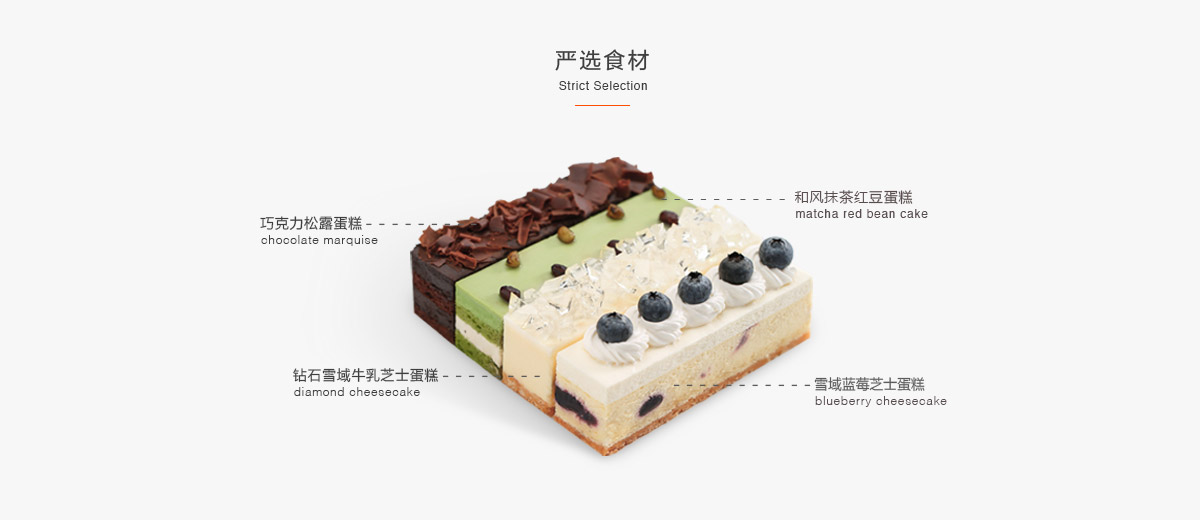 严选食材
Strict Selection
和风抹茶红豆蛋糕
matcha red bean cake
巧克力松露蛋糕
chocolate marquise
钻石雪域牛乳芝士蛋糕
diamond cheesecake
雪域蓝莓芝士蛋糕
blueberry cheesecake